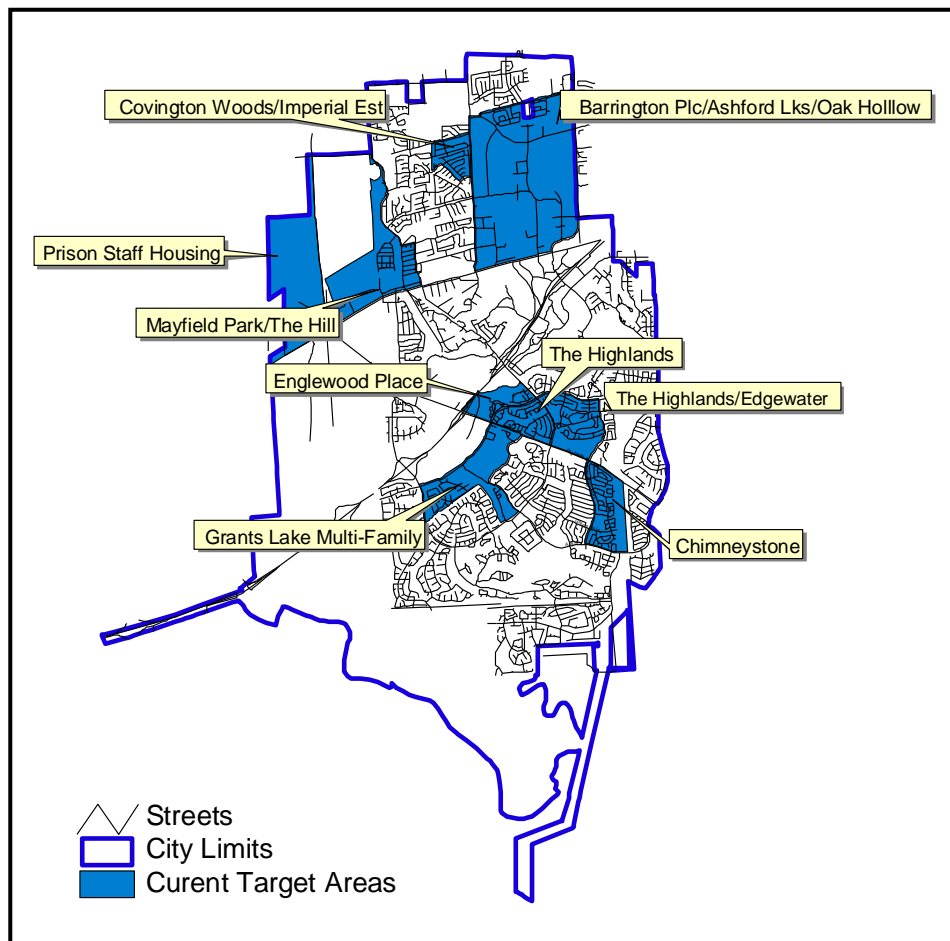 Covington Woods/Imperial Est
Barrington Plc/Ashford Lks/Oak Holllow
Prison Staff Housing
Mayfield Park/The Hill
The Highlands
Englewood Place
The Highlands/Edgewater
Grants Lake Multi-Family
Chimneystone
Streets
City Limits
Curent Target Areas